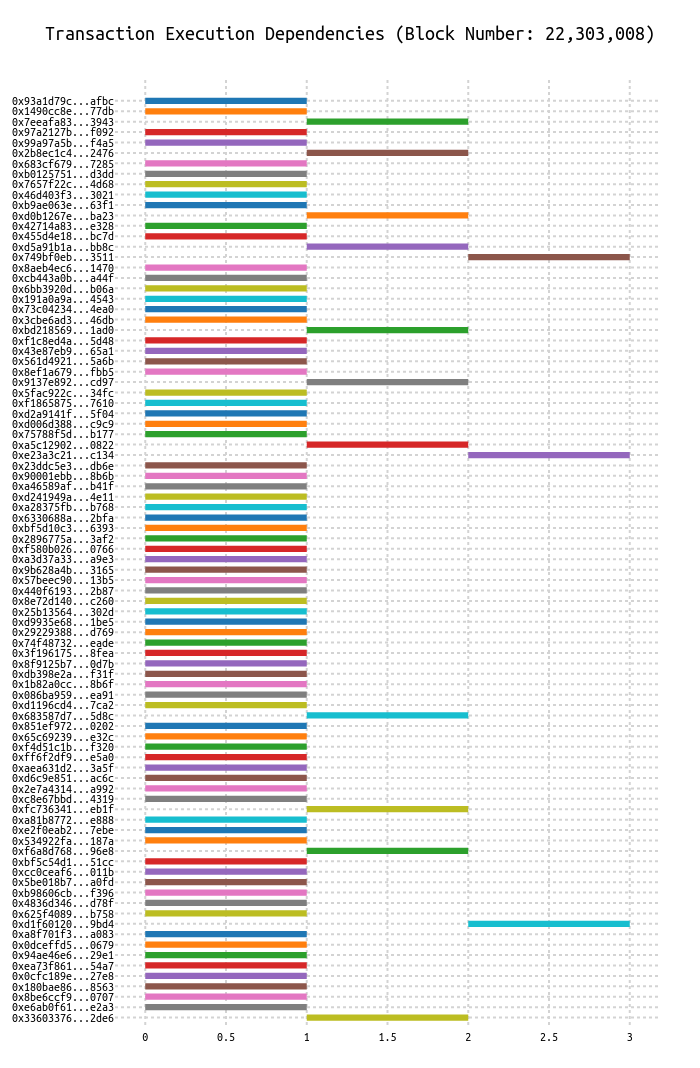 Transaction Execution Dependencies (Block Number: 22,303,008)
0x93a1d79c...afbc
0x1490cc8e...77db
0x7eeafa83...3943
0x97a2127b...f092
0x99a97a5b...f4a5
0x2b8ec1c4...2476
0x683cf679...7285
0xb0125751...d3dd
0x7657f22c...4d68
0x46d403f3...3021
0xb9ae063e...63f1
0xd0b1267e...ba23
0x42714a83...e328
0x455d4e18...bc7d
0xd5a91b1a...bb8c
0x749bf0eb...3511
0x8aeb4ec6...1470
0xcb443a0b...a44f
0x6bb3920d...b06a
0x191a0a9a...4543
0x73c04234...4ea0
0x3cbe6ad3...46db
0xbd218569...1ad0
0xf1c8ed4a...5d48
0x43e87eb9...65a1
0x561d4921...5a6b
0x8ef1a679...fbb5
0x9137e892...cd97
0x5fac922c...34fc
0xf1865875...7610
0xd2a9141f...5f04
0xd006d388...c9c9
0x75788f5d...b177
0xa5c12902...0822
0xe23a3c21...c134
0x23ddc5e3...db6e
0x90001ebb...8b6b
0xa46589af...b41f
0xd241949a...4e11
0xa28375fb...b768
0x6330688a...2bfa
0xbf5d10c3...6393
0x2896775a...3af2
0xf580b026...0766
0xa3d37a33...a9e3
0x9b628a4b...3165
0x57beec90...13b5
0x440f6193...2b87
0x8e72d140...c260
0x25b13564...302d
0xd9935e68...1be5
0x29229388...d769
0x74f48732...eade
0x3f196175...8fea
0x8f9125b7...0d7b
0xdb398e2a...f31f
0x1b82a0cc...8b6f
0x086ba959...ea91
0xd1196cd4...7ca2
0x683587d7...5d8c
0x851ef972...0202
0x65c69239...e32c
0xf4d51c1b...f320
0xff6f2df9...e5a0
0xaea631d2...3a5f
0xd6c9e851...ac6c
0x2e7a4314...a992
0xc8e67bbd...4319
0xfc736341...eb1f
0xa81b8772...e888
0xe2f0eab2...7ebe
0x534922fa...187a
0xf6a8d768...96e8
0xbf5c54d1...51cc
0xcc0ceaf6...011b
0x5be018b7...a0fd
0xb98606cb...f396
0x4836d346...d78f
0x625f4089...b758
0xd1f60120...9bd4
0xa8f701f3...a083
0x0dceffd5...0679
0x94ae46e6...29e1
0xea73f861...54a7
0x0cfc189e...27e8
0x180bae86...8563
0x8be6ccf9...0707
0xe6ab0f61...e2a3
0x33603376...2de6
0 0.5 1 1.5 2 2.5 3